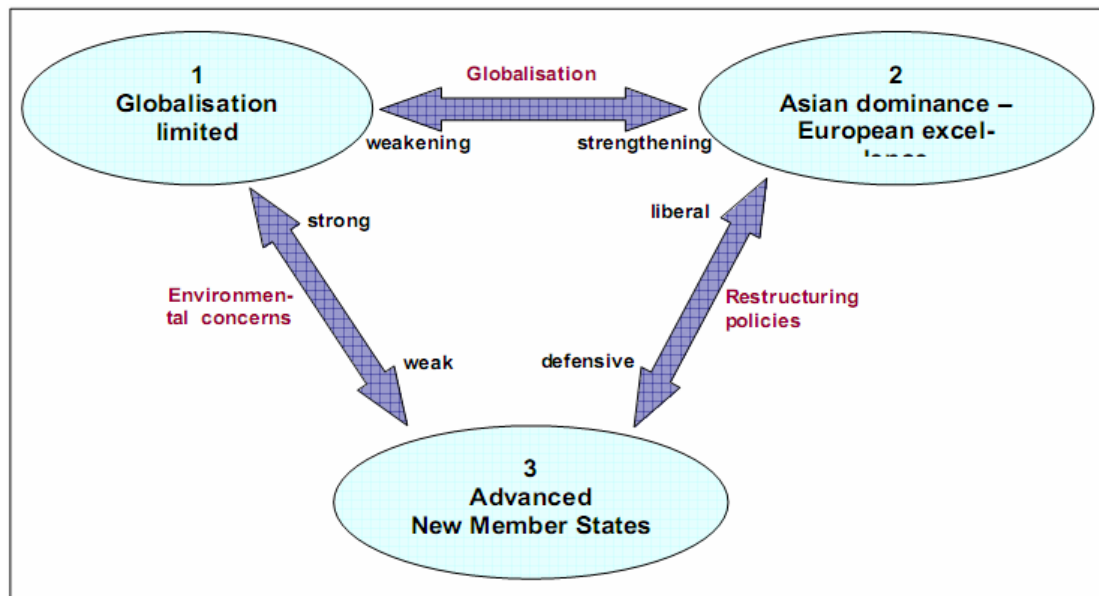 1
Globalisation
limited
Globalisation
weakening
strengthening
2
Asian dominance –
European excel-
strong
liberal
Environmen-
tal concerns
Restructuring
policies
weak
defensive
3
Advanced
New Member States